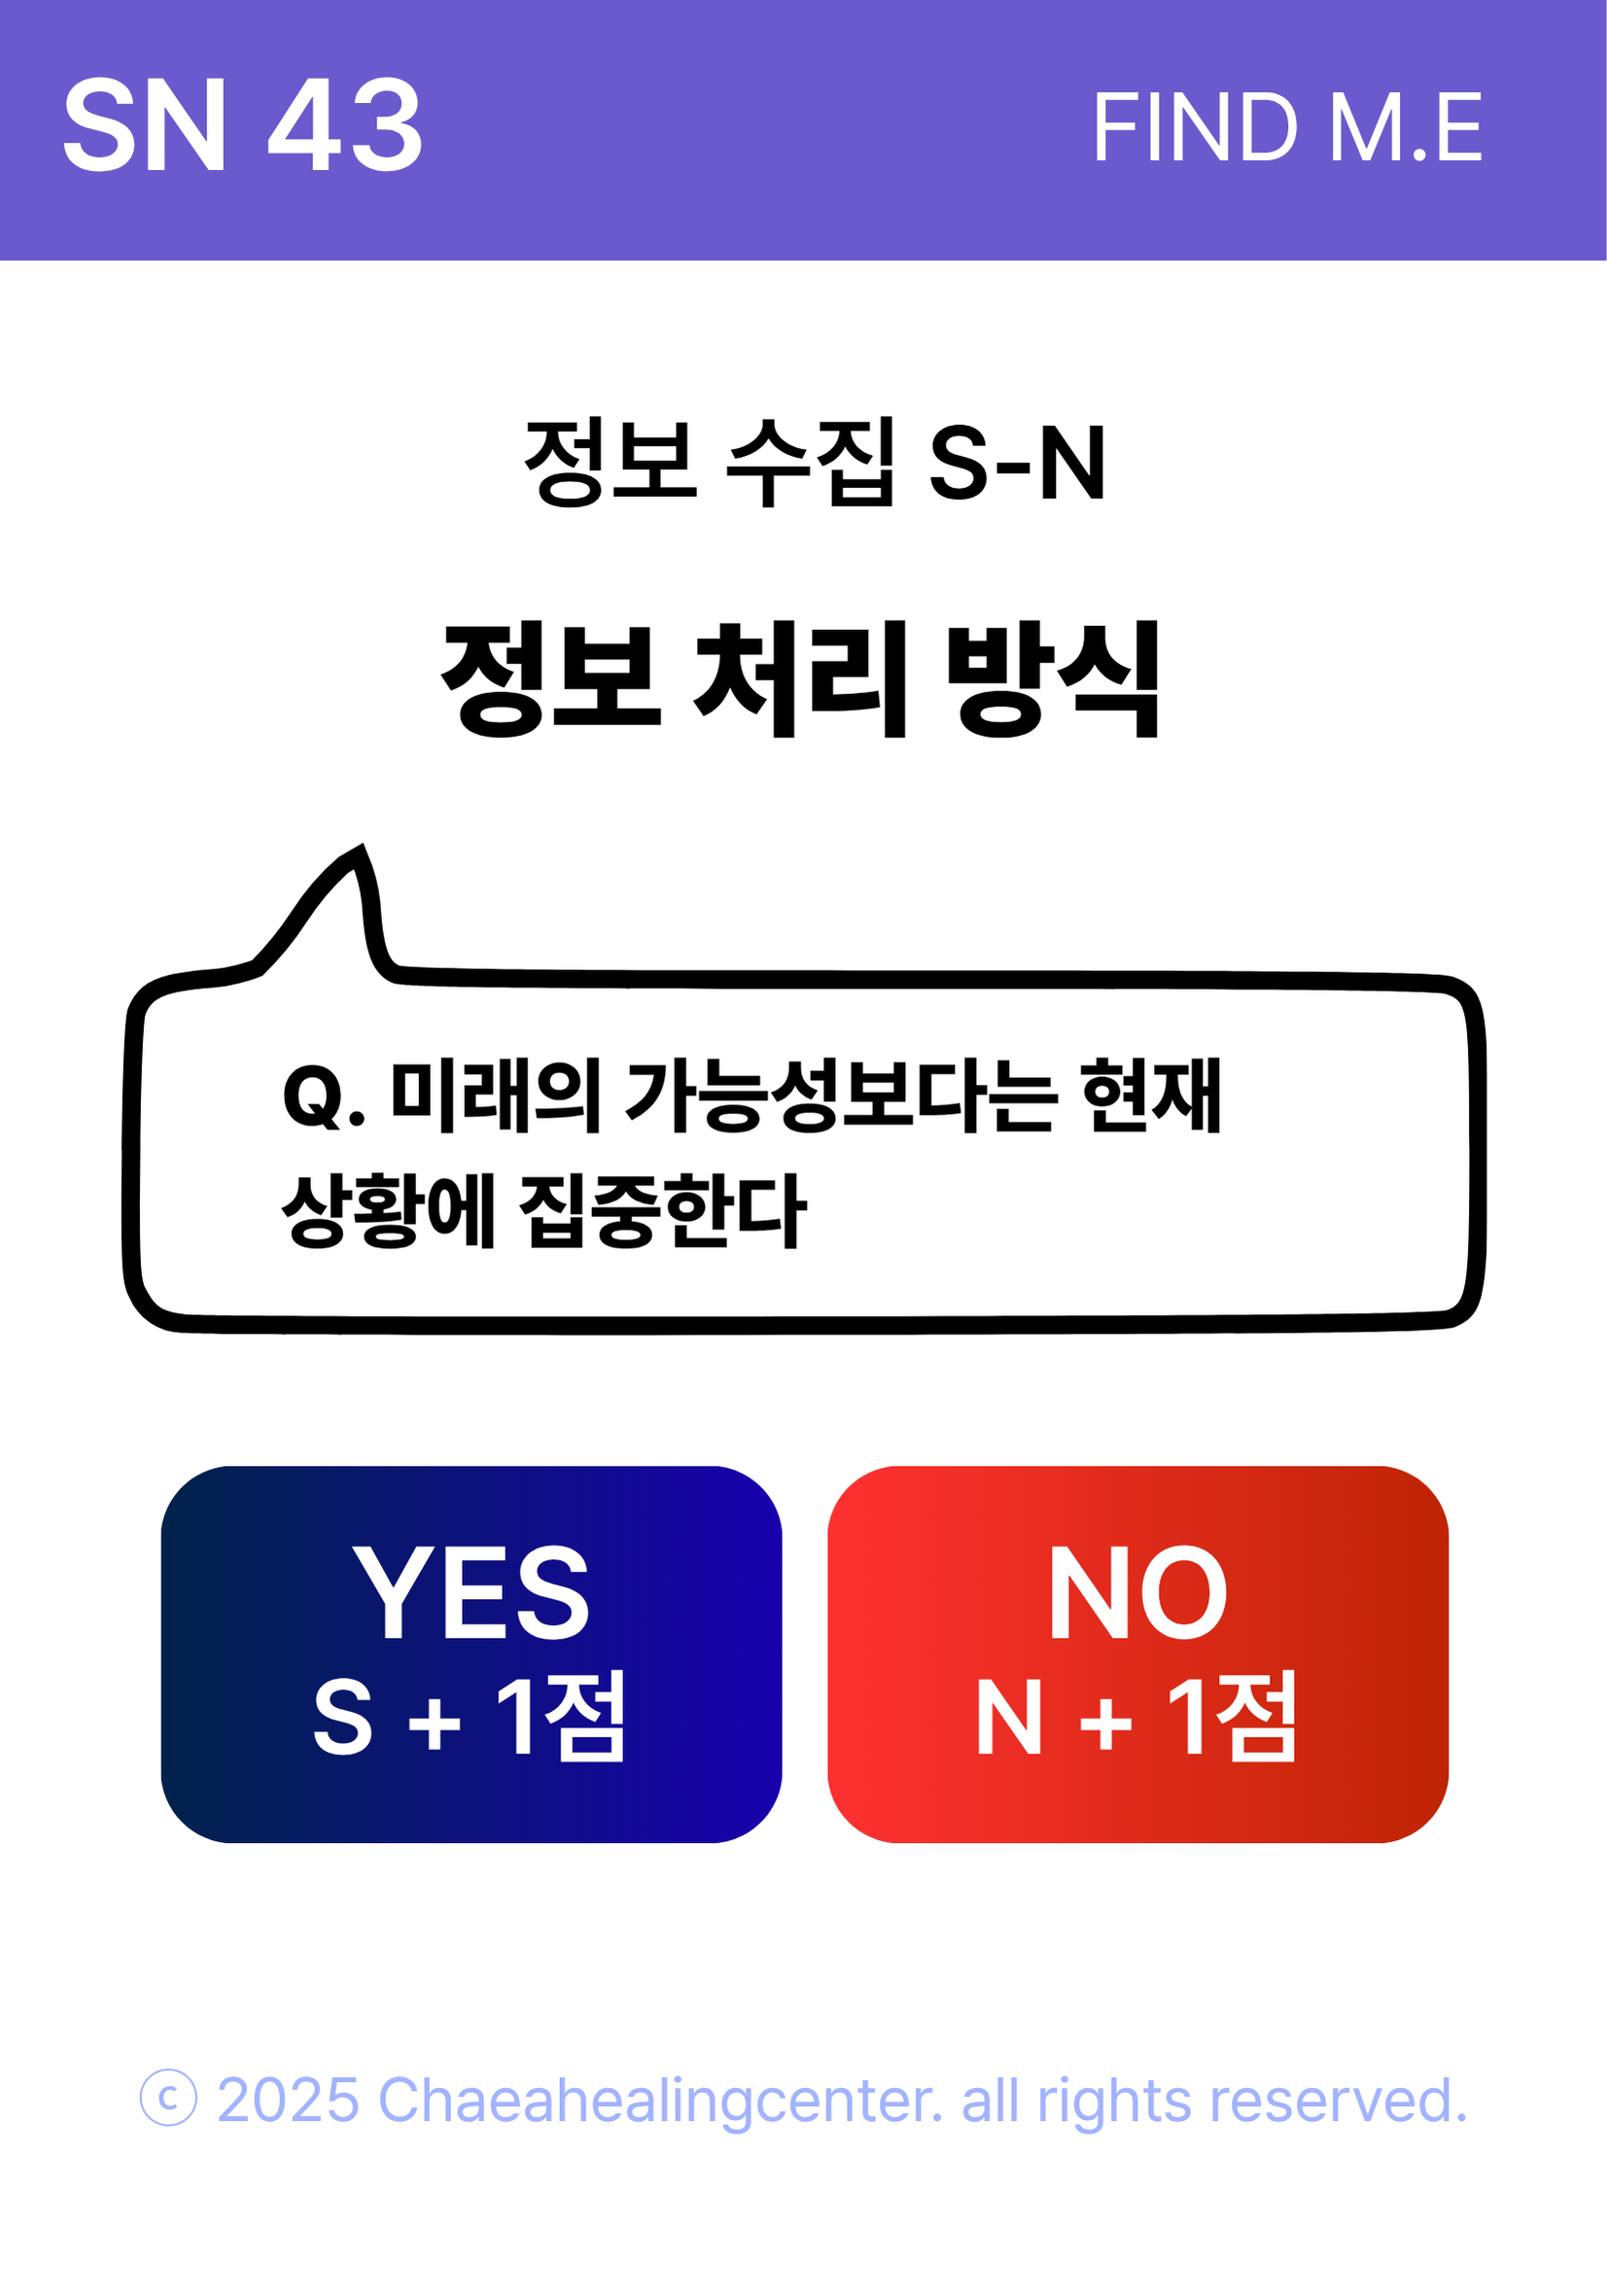 SN 43
FIND M.E
정보 수집 S-N
정보 처리 방식
Q. 미래의 가능성보다는 현재
상황에 집중한다
YES
S + 1점
NO
N + 1점
ⓒ 2025 Chaeahealingcenter. all rights reserved.